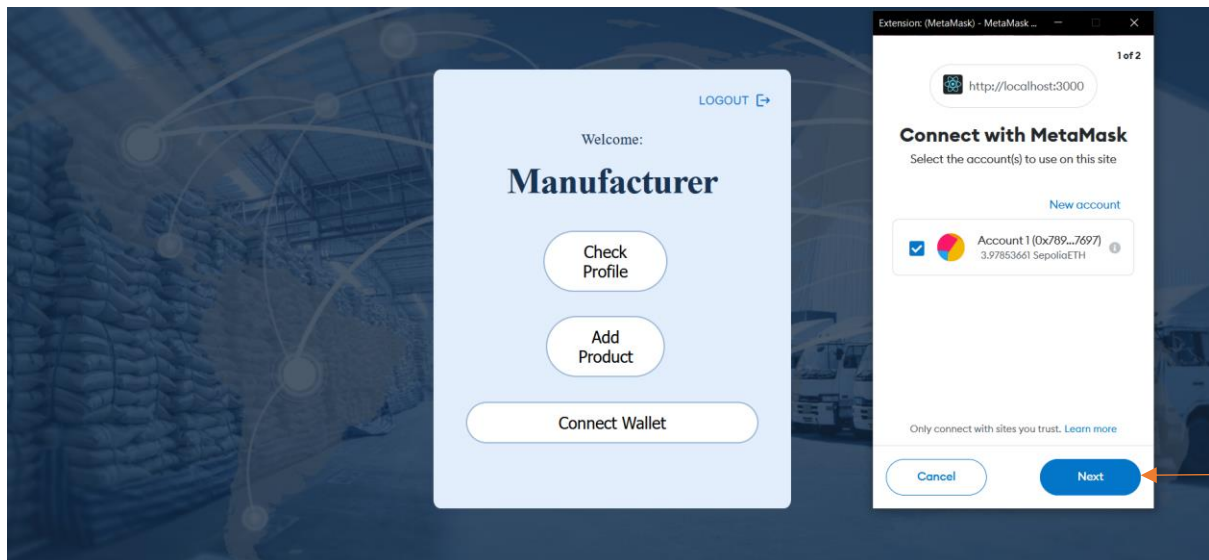 LOGOUT
Welcome:
Manufacturer
Check
Profile
Add
Product
Connect Wallet
Extension: (MetaMask) - MetaMask ...
1 of 2
http://localhost:3000
Connect with MetaMask
Select the account(s) to use on this site
New account
Account 1 (0x789...7697)
3.97853661 SepoliaETH
Only connect with sites you trust. Learn more
Cancel
Next